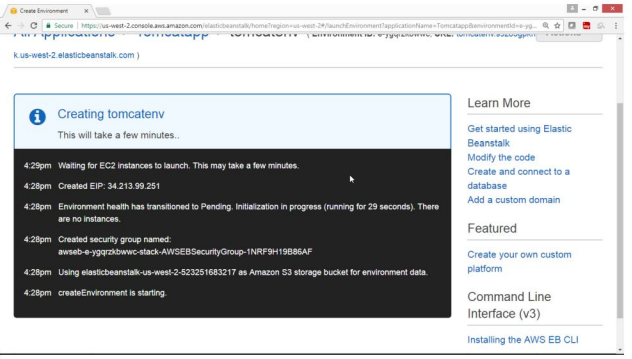 Create Environment
Secure | https://us-west-2.console.aws.amazon.com/elasticbeanstalk/home?region=us-west-2#/launchEnvironment?applicationName=Tomcatapp&environmentId=e-yg...
All Applications Tomcatapp tomcatenv ( Environment ID: e-ygqrzkbwwc, URL: Actions
k.us-west-2.elasticbeanstalk.com )
Creating tomcatenv
This will take a few minutes..
4:29pm Waiting for EC2 instances to launch. This may take a few minutes.
4:28pm Created EIP: 34.213.99.251
4:28pm Environment health has transitioned to Pending. Initialization in progress (running for 29 seconds). There
are no instances.
4:28pm Created security group named:
awseb-e-ygqrzkbwwc-stack-AWSEBSecurityGroup-1NRF9H19B86AF
4:28pm Using elasticbeanstalk-us-west-2-523251683217 as Amazon S3 storage bucket for environment data.
4:28pm createEnvironment is starting.
Learn More
Get started using Elastic
Beanstalk
Modify the code
Create and connect to a
database
Add a custom domain
Featured
Create your own custom
platform
Command Line
Interface (v3)
Installing the AWS EB CLI